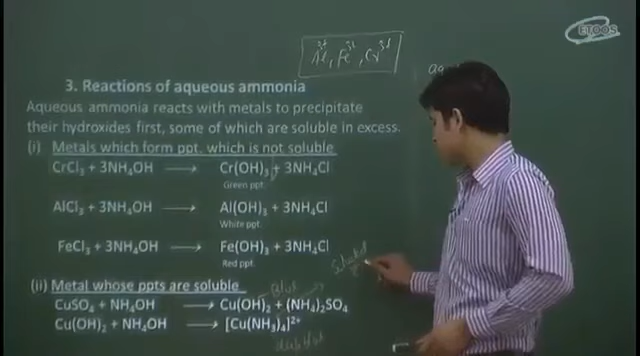 ETOOS
Al³⁺, Fe³⁺, Cr³⁺
3. Reactions of aqueous ammonia
Aqueous ammonia reacts with metals to precipitate
their hydroxides first, some of which are soluble in excess.
(i) Metals which form ppt. which is not soluble
CrCl₃ + 3NH₄OH ⟶ Cr(OH)₃ + 3NH₄Cl
Green ppt.
AlCl₃ + 3NH₄OH ⟶ Al(OH)₃ + 3NH₄Cl
White ppt.
FeCl₃ + 3NH₄OH ⟶ Fe(OH)₃ + 3NH₄Cl
Red ppt.
(ii) Metal whose ppts are soluble
CuSO₄ + NH₄OH ⟶ Cu(OH)₂ + (NH₄)₂SO₄
Cu(OH)₂ + NH₄OH ⟶ [Cu(NH₃)₄]²⁺